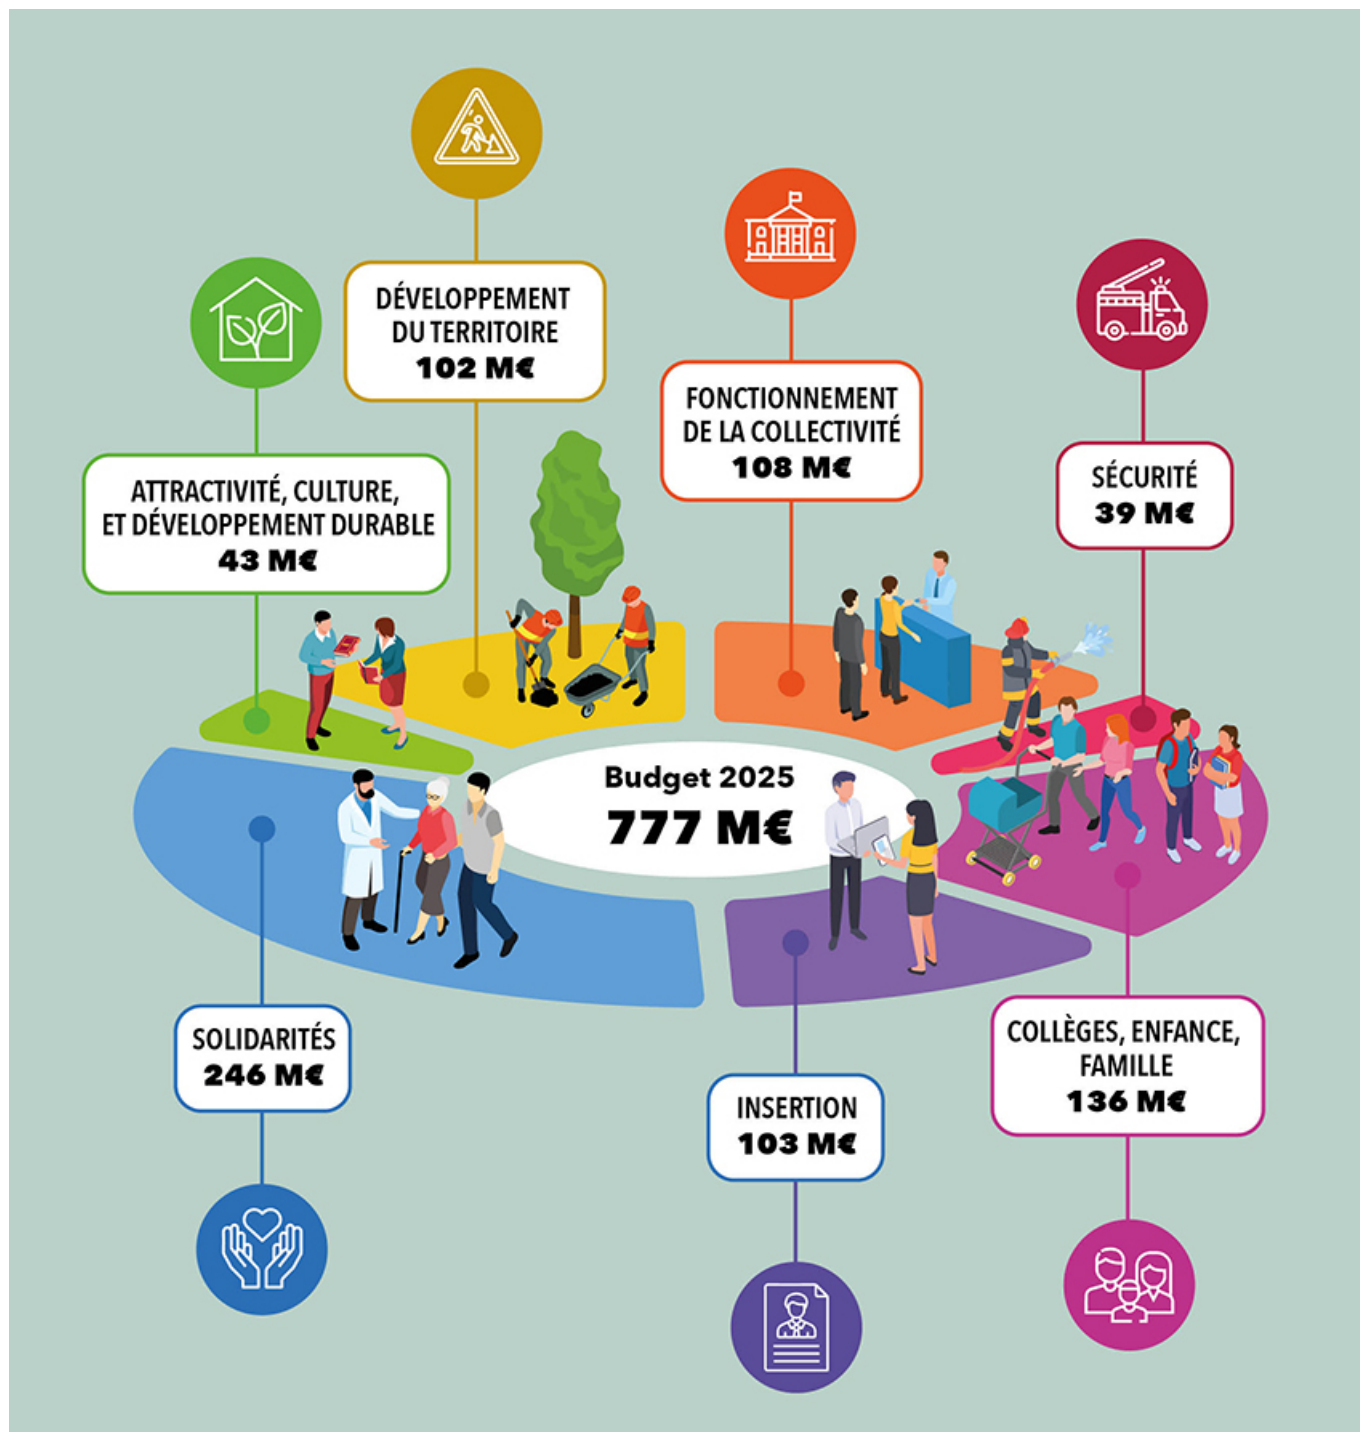 DÉVELOPPEMENT
DU TERRITOIRE
102 M€
FONCTIONNEMENT
DE LA COLLECTIVITÉ
108 M€
SÉCURITÉ
39 M€
ATTRACTIVITÉ, CULTURE,
ET DÉVELOPPEMENT DURABLE
43 M€
Budget 2025
777 M€
SOLIDARITÉS
246 M€
INSERTION
103 M€
COLLÈGES, ENFANCE,
FAMILLE
136 M€